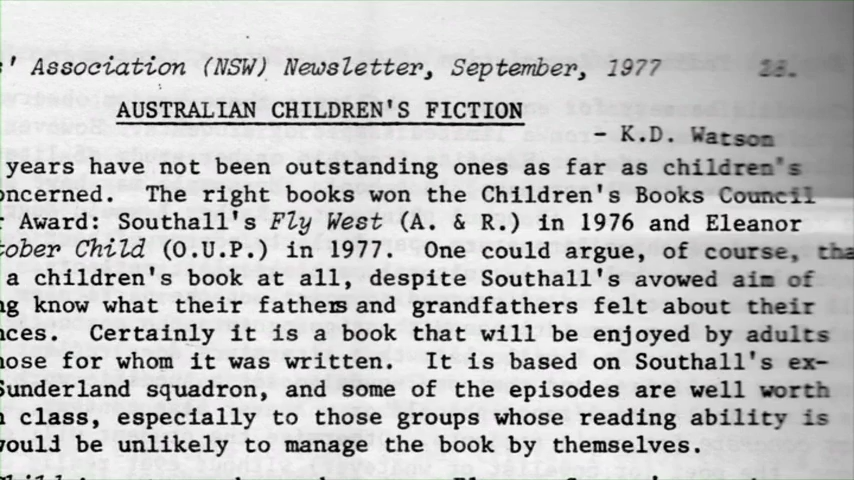 ' Association (NSW) Newsletter, September, 1977 28.
AUSTRALIAN CHILDREN'S FICTION
- K.D. Watson
years have not been outstanding ones as far as children's
oncerned. The right books won the Children's Books Council
r Award: Southall's Fly West (A. & R.) in 1976 and Eleanor
tober Child (O.U.P.) in 1977. One could argue, of course, tha
a children's book at all, despite Southall's avowed aim of
ng know what their fathers and grandfathers felt about their
nces. Certainly it is a book that will be enjoyed by adults
hose for whom it was written. It is based on Southall's ex-
Sunderland squadron, and some of the episodes are well worth
class, especially to those groups whose reading ability is
would be unlikely to manage the book by themselves.